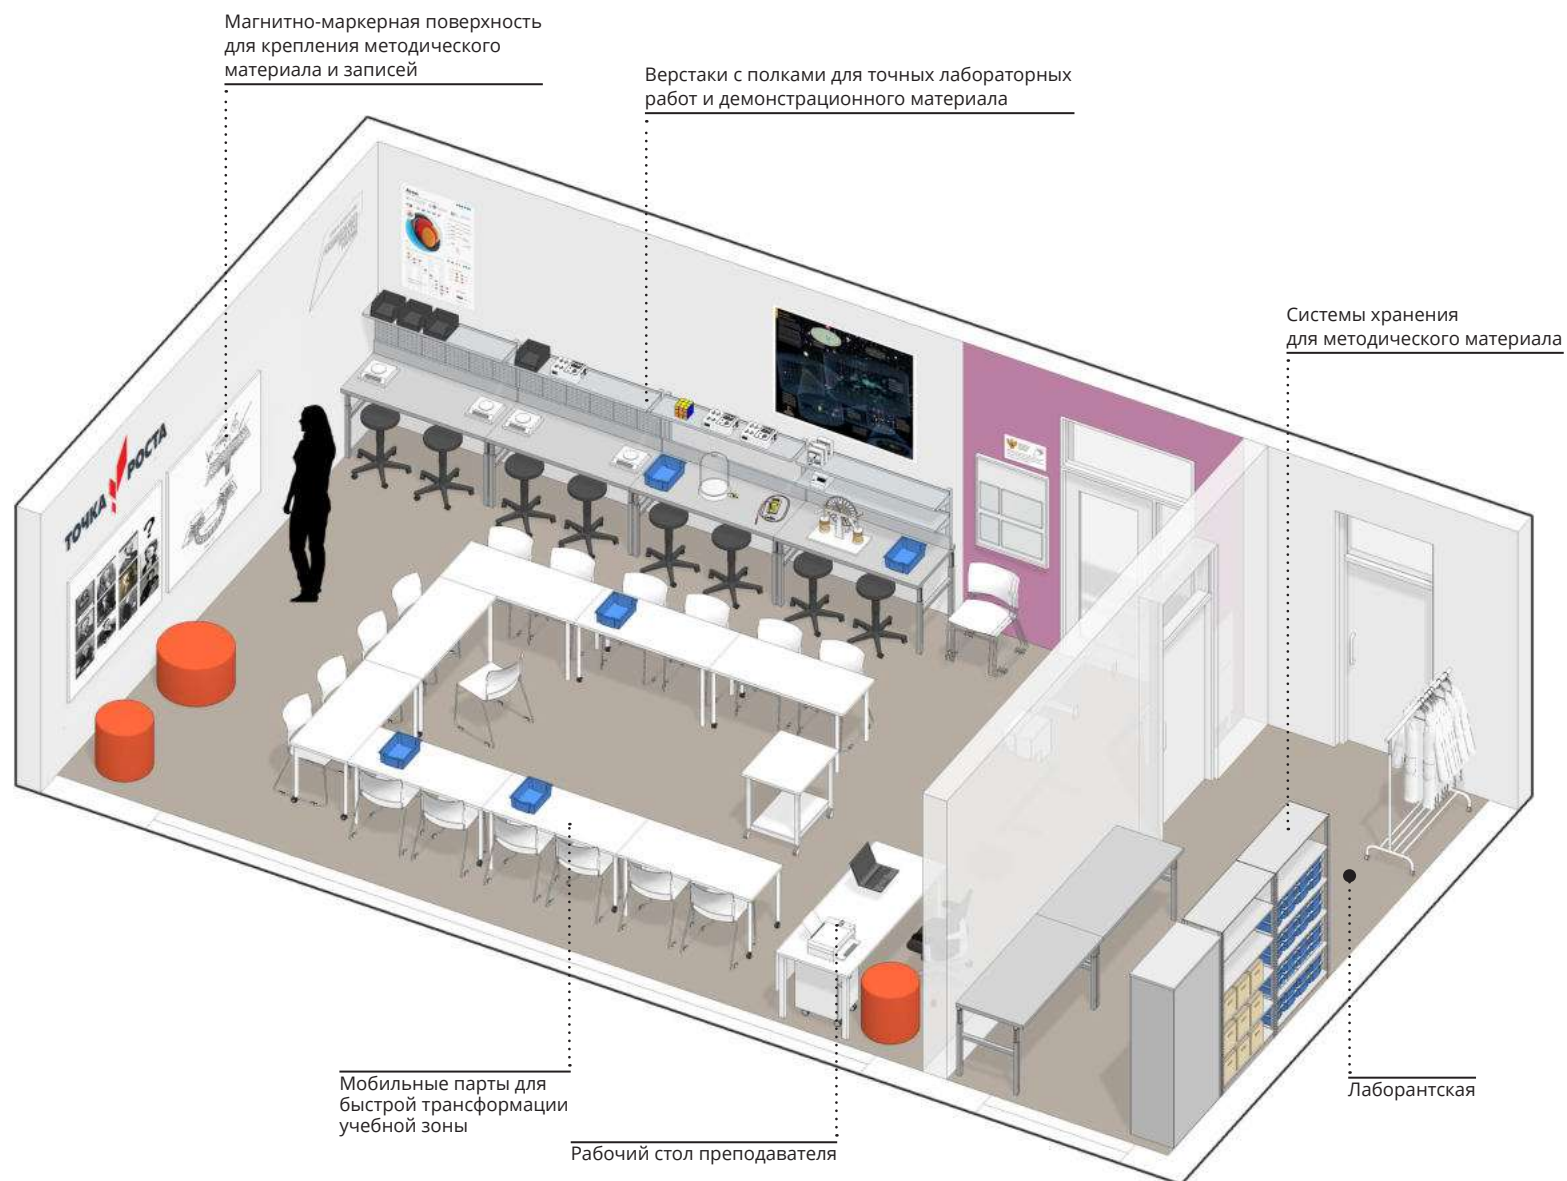 Магнитно-маркерная поверхность
для крепления методического
материала и записей
Верстаки с полками для точных лабораторных
работ и демонстрационного материала
Системы хранения
для методического материала
ТОЧКА РОСТА
?
Мобильные парты для
быстрой трансформации
учебной зоны
Рабочий стол преподавателя
Лаборантская